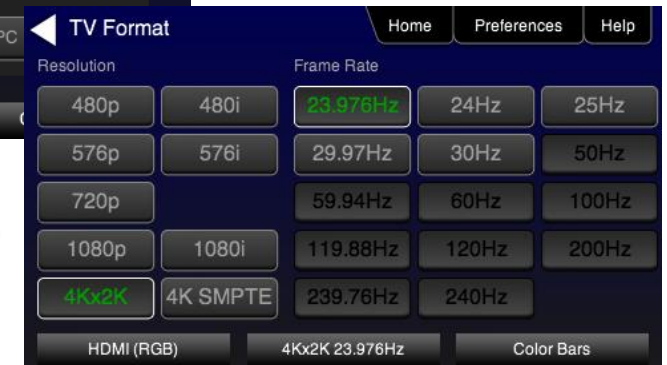 PC
TV Format
Home
Preferences
Help
Resolution
Frame Rate
480p
480i
23.976Hz
24Hz
25Hz
576p
576i
29.97Hz
30Hz
50Hz
720p
59.94Hz
60Hz
100Hz
1080p
1080i
119.88Hz
120Hz
200Hz
4Kx2K
4K SMPTE
239.76Hz
240Hz
HDMI (RGB)
4Kx2K 23.976Hz
Color Bars